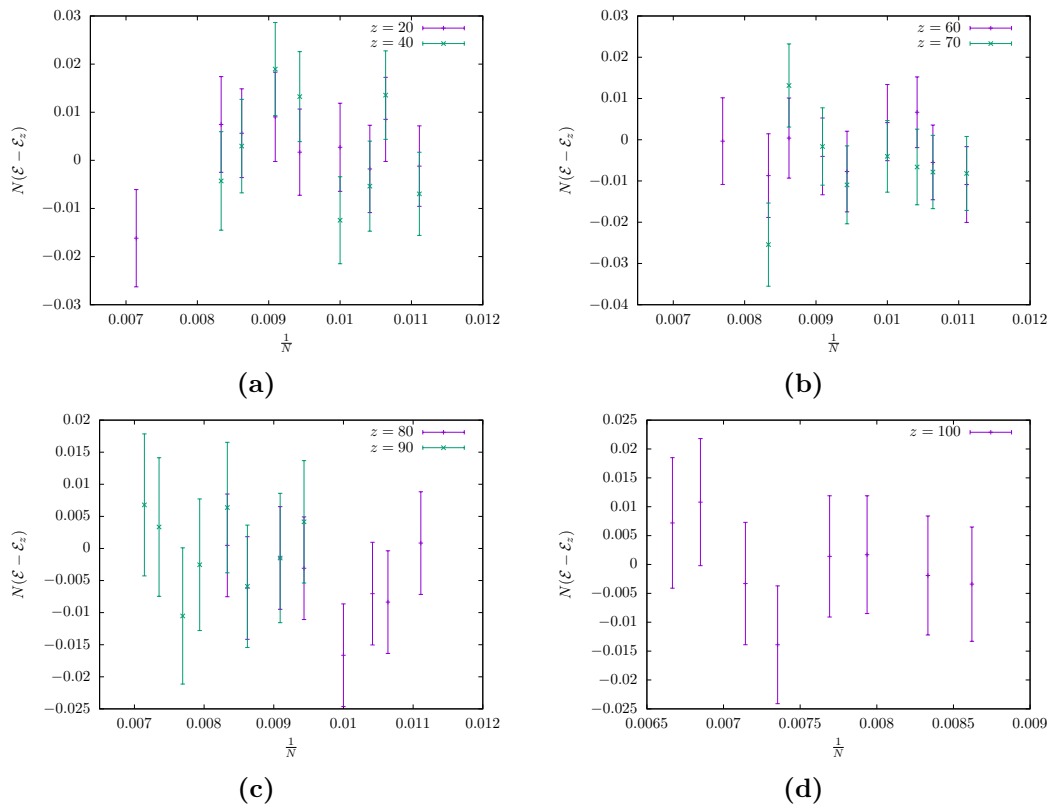 0.03
0.02
0.01
0
−0.01
−0.02
−0.03
N(ℰ − ℰ_z)
z = 20
z = 40
0.007 0.008 0.009 0.01 0.011 0.012
1/N
(a)
0.03
0.02
0.01
0
−0.01
−0.02
−0.03
−0.04
N(ℰ − ℰ_z)
z = 60
z = 70
0.007 0.008 0.009 0.01 0.011 0.012
1/N
(b)
0.02
0.015
0.01
0.005
0
−0.005
−0.01
−0.015
−0.02
−0.025
N(ℰ − ℰ_z)
z = 80
z = 90
0.007 0.008 0.009 0.01 0.011 0.012
1/N
(c)
0.025
0.02
0.015
0.01
0.005
0
−0.005
−0.01
−0.015
−0.02
−0.025
N(ℰ − ℰ_z)
z = 100
0.0065 0.007 0.0075 0.008 0.0085 0.009
1/N
(d)